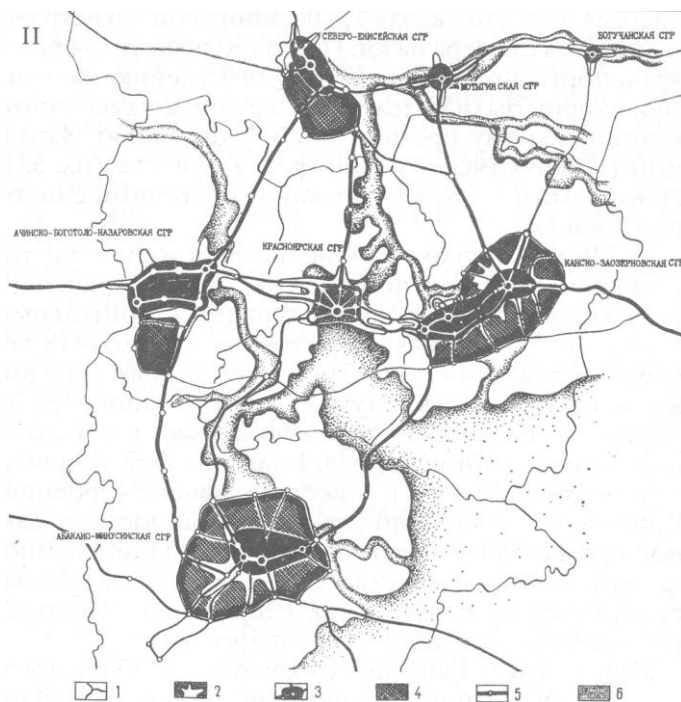 II
СЕВЕРО-ЕНИСЕЙСКАЯ СГР
БОГУЧАНСКАЯ СГР
МОТЫГИНСКАЯ СГР
АЧИНСКО-БОГОТОЛО-НАЗАРОВСКАЯ СГР
КРАСНОЯРСКАЯ СГР
КАНСКО-ЗАОЗЕРНОВСКАЯ СГР
АБАКАНО-МИНУСИНСКАЯ СГР
1 2 3 4 5 6